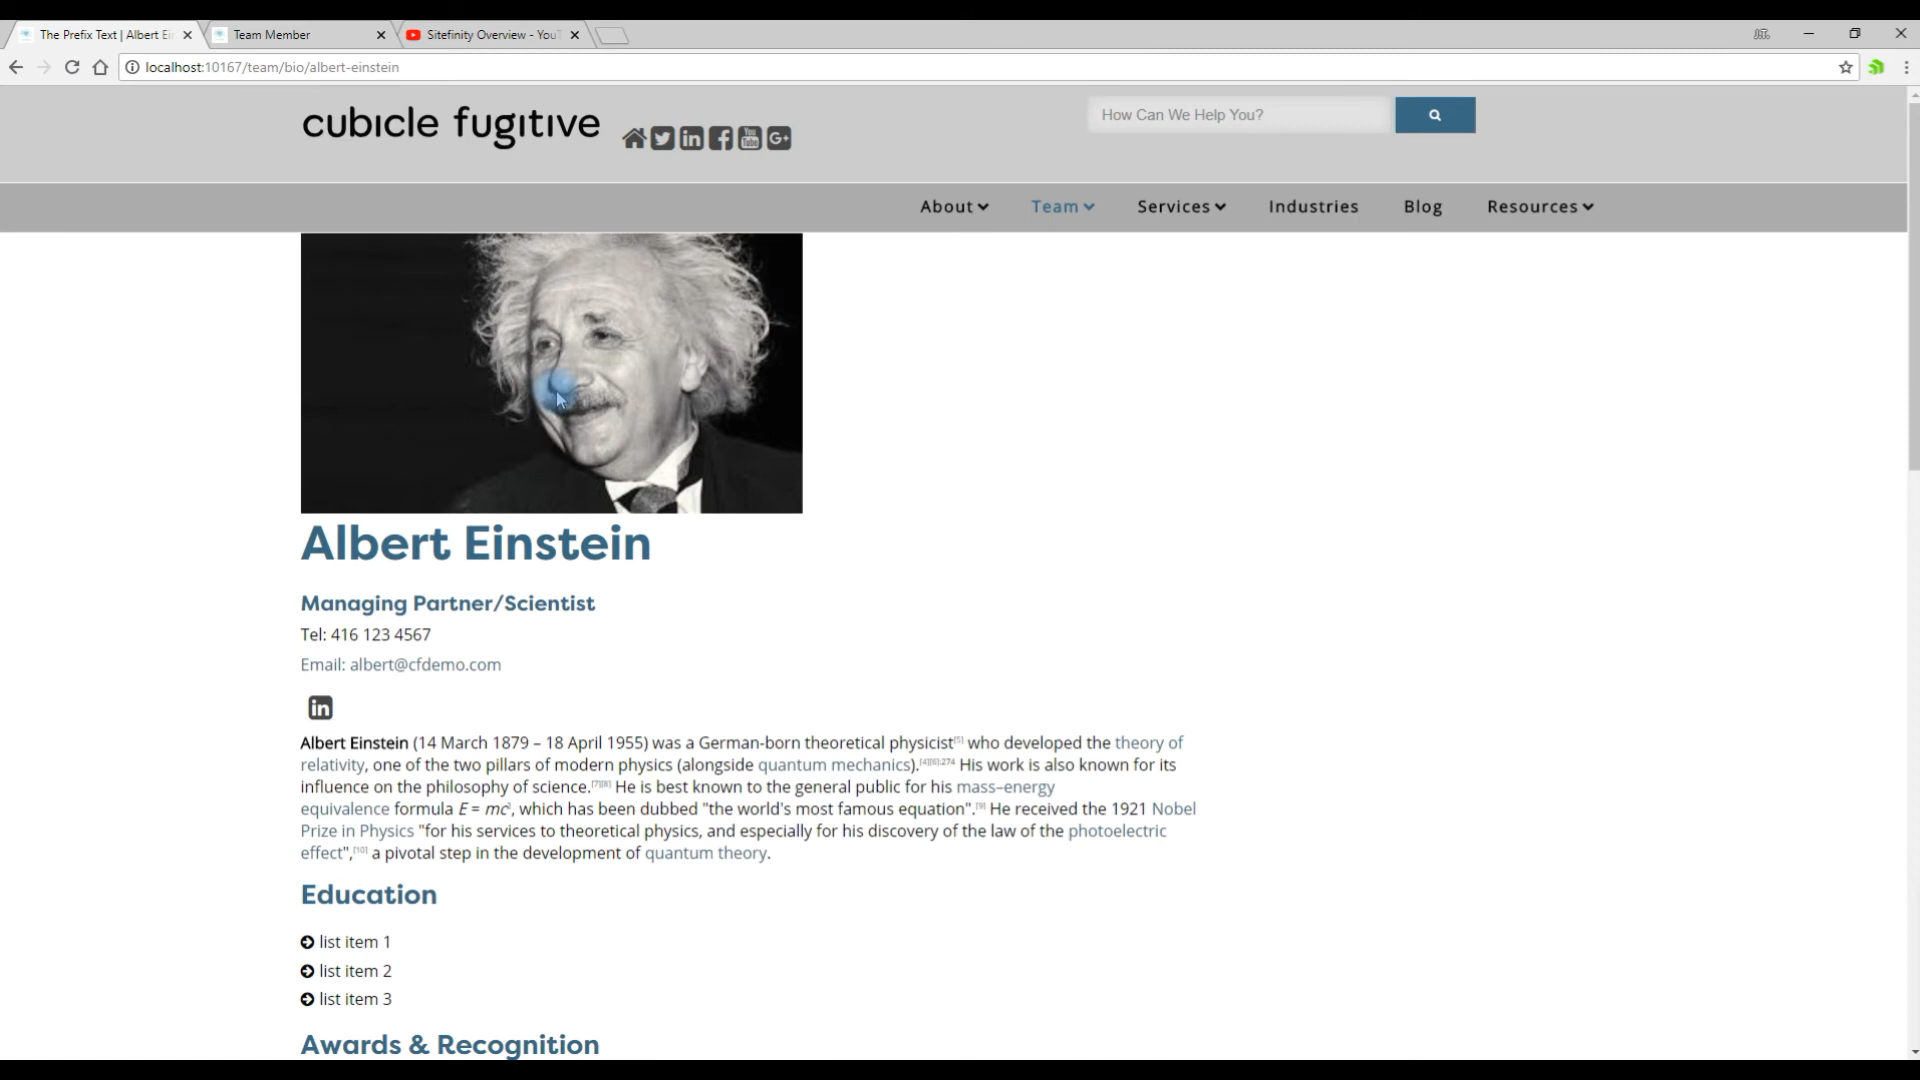 The Prefix Text | Albert Ei
Team Member
Sitefinity Overview - YouT
localhost:10167/team/bio/albert-einstein
cubicle fugitive
How Can We Help You?
About
Team
Services
Industries
Blog
Resources
Albert Einstein
Managing Partner/Scientist
Tel: 416 123 4567
Email: albert@cfdemo.com
in
Albert Einstein (14 March 1879 – 18 April 1955) was a German-born theoretical physicist[5] who developed the theory of
relativity, one of the two pillars of modern physics (alongside quantum mechanics).[4][6]:274 His work is also known for its
influence on the philosophy of science.[7][8] He is best known to the general public for his mass–energy
equivalence formula E = mc2, which has been dubbed "the world's most famous equation".[9] He received the 1921 Nobel
Prize in Physics "for his services to theoretical physics, and especially for his discovery of the law of the photoelectric
effect",[10] a pivotal step in the development of quantum theory.
Education
list item 1
list item 2
list item 3
Awards & Recognition